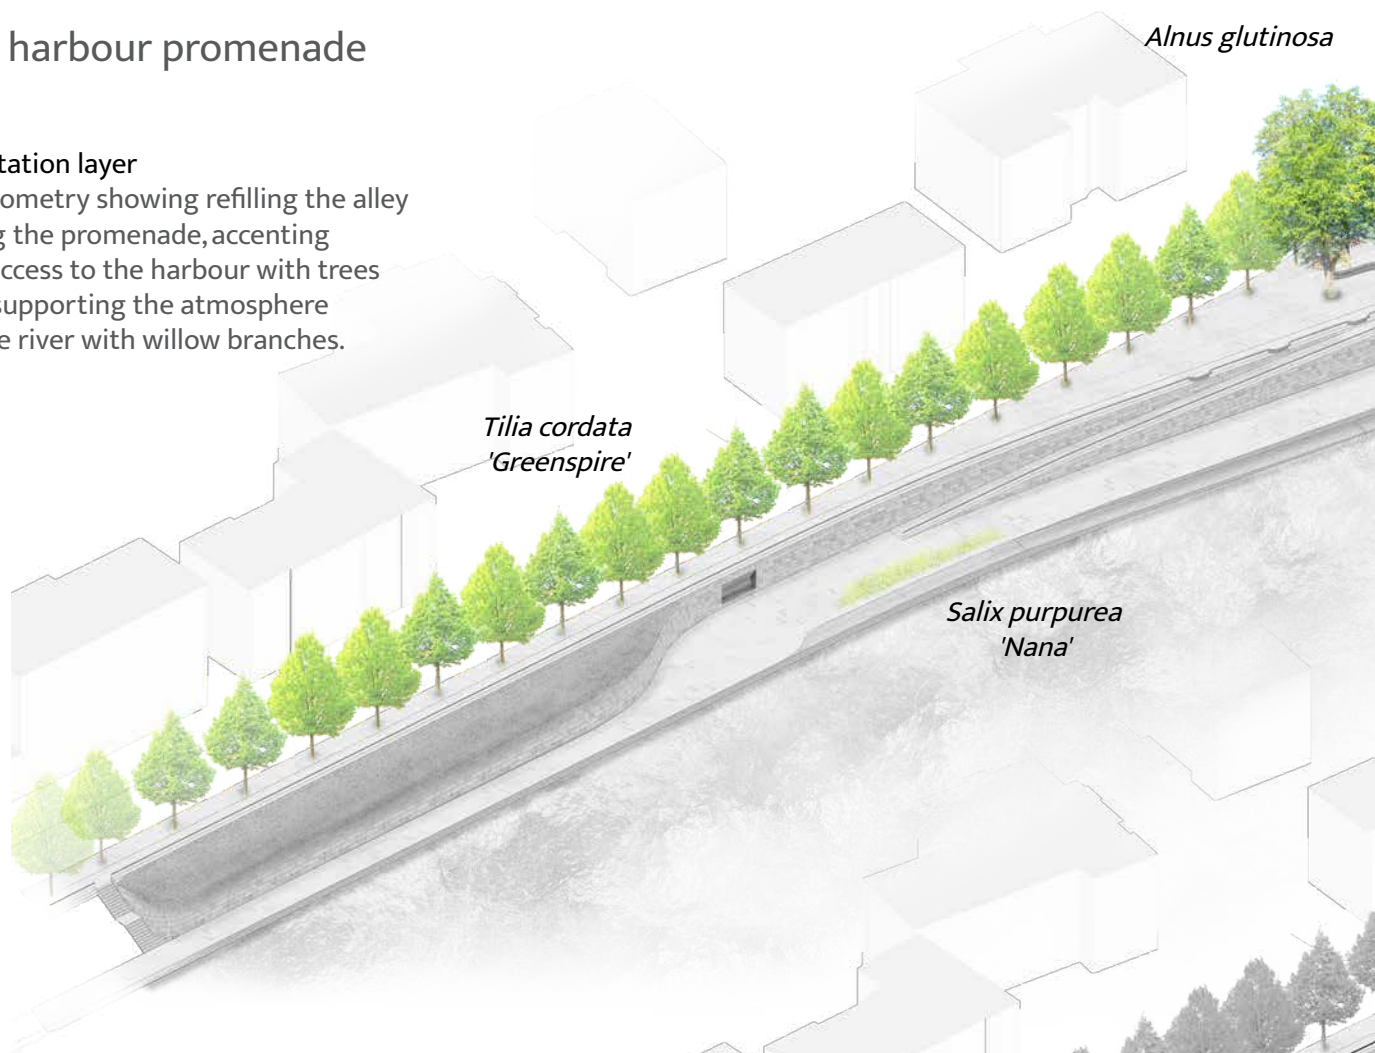 harbour promenade
Alnus glutinosa
tation layer
ometry showing refilling the alley
g the promenade, accenting
ccess to the harbour with trees
supporting the atmosphere
e river with willow branches.
Tilia cordata
'Greenspire'
Salix purpurea
'Nana'